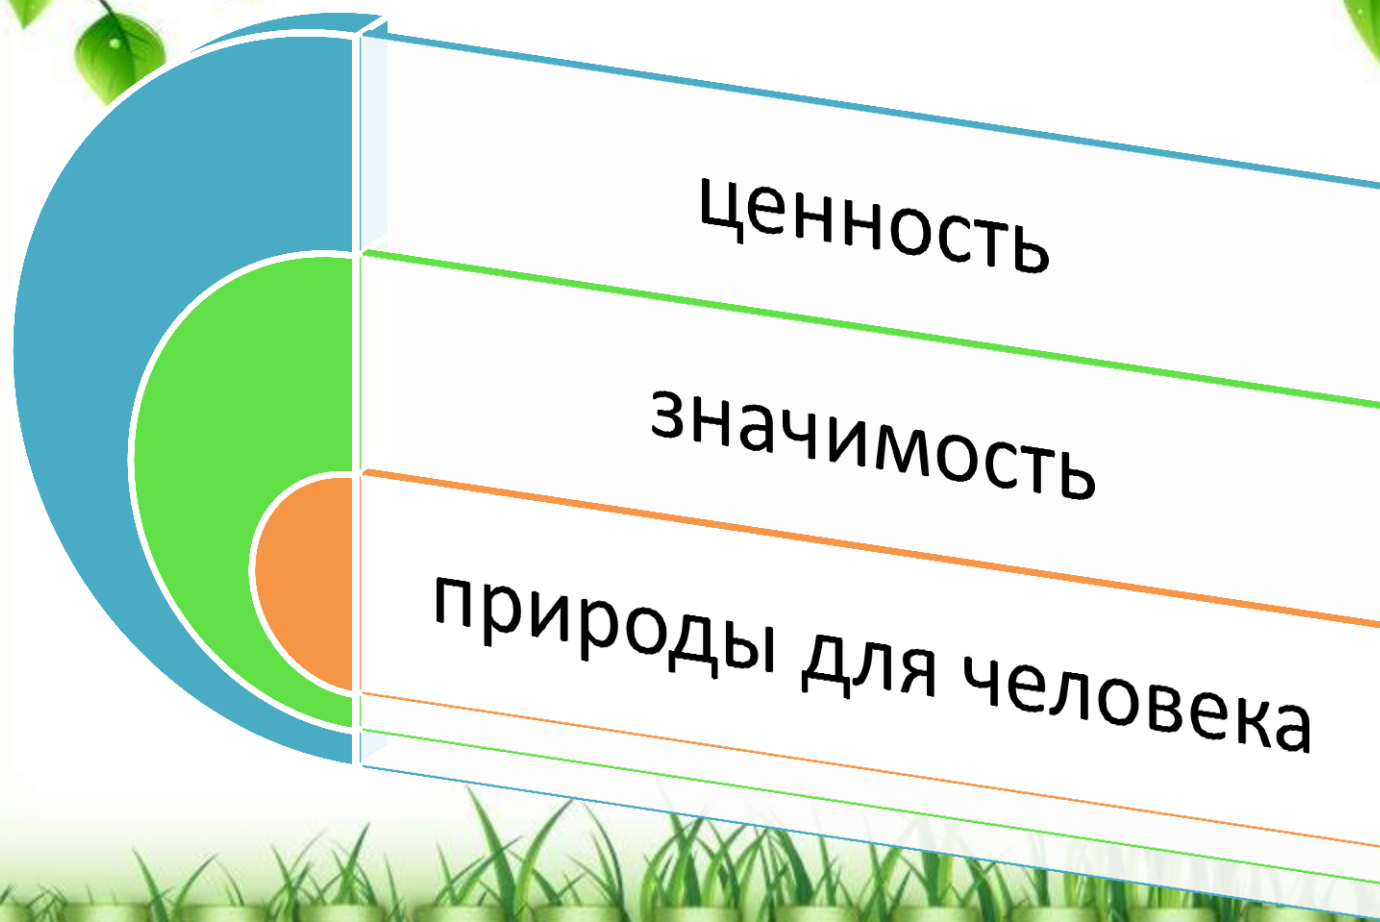 ценность
значимость
природы для человека